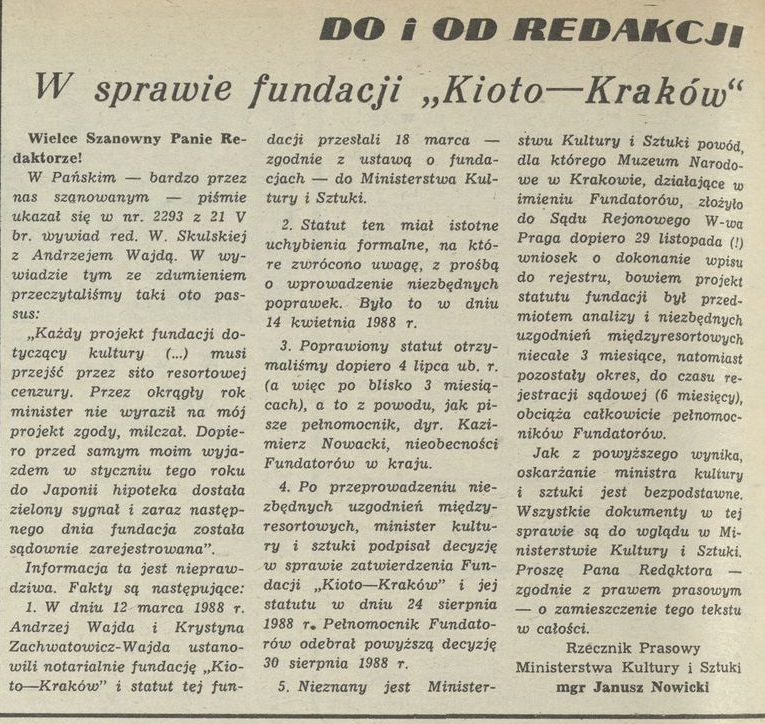 DO i OD REDAKCJI
W sprawie fundacji „Kioto—Kraków"
Wielce Szanowny Panie Re-
daktorze!
W Pańskim — bardzo przez
nas szanowanym — piśmie
ukazał się w nr. 2293 z 21 V
br. wywiad red. W. Skulskiej
z Andrzejem Wajdą. W wy-
wiadzie tym ze zdumieniem
przeczytaliśmy taki oto pas-
sus:
„Każdy projekt fundacji do-
tyczący kultury (...) musi
przejść przez sito resortowej
cenzury. Przez okrągły rok
minister nie wyraził na mój
projekt zgody, milczał. Dopie-
ro przed samym moim wyja-
zdem w styczniu tego roku
do Japonii hipoteka dostała
zielony sygnał i zaraz następ-
nego dnia fundacja została
sądownie zarejestrowana".
Informacja ta jest niepraw-
dziwa. Fakty są następujące:
1. W dniu 12 marca 1988 r.
Andrzej Wajda i Krystyna
Zachwatowicz-Wajda ustano-
wili notarialnie fundację „Kio-
to—Kraków" i statut tej fun-
dacji przesłali 18 marca —
zgodnie z ustawą o funda-
cjach — do Ministerstwa Kul-
tury i Sztuki.
2. Statut ten miał istotne
uchybienia formalne, na któ-
re zwrócono uwagę, z prośbą
o wprowadzenie niezbędnych
poprawek. Było to w dniu
14 kwietnia 1988 r.
3. Poprawiony statut otrzy-
maliśmy dopiero 4 lipca ub. r.
(a więc po blisko 3 miesią-
cach), a to z powodu, jak pi-
sze pełnomocnik, dyr. Kazi-
mierz Nowacki, nieobecności
Fundatorów w kraju.
4. Po przeprowadzeniu nie-
zbędnych uzgodnień między-
resortowych, minister kultu-
ry i sztuki podpisał decyzję
w sprawie zatwierdzenia Fun-
dacji „Kioto—Kraków" i jej
statutu w dniu 24 sierpnia
1988 r. Pełnomocnik Fundato-
rów odebrał powyższą decyzję
30 sierpnia 1988 r.
5. Nieznany jest Minister-
stwu Kultury i Sztuki powód,
dla którego Muzeum Narodo-
we w Krakowie, działające w
imieniu Fundatorów, złożyło
do Sądu Rejonowego W-wa
Praga dopiero 29 listopada (!)
wniosek o dokonanie wpisu
do rejestru, bowiem projekt
statutu fundacji był przed-
miotem analizy i niezbędnych
uzgodnień międzyresortowych
niecałe 3 miesiące, natomiast
pozostały okres, do czasu re-
jestracji sądowej (6 miesięcy),
obciąża całkowicie pełnomoc-
ników Fundatorów.
Jak z powyższego wynika,
oskarżanie ministra kultury
i sztuki jest bezpodstawne.
Wszystkie dokumenty w tej
sprawie są do wglądu w Mi-
nisterstwie Kultury i Sztuki.
Proszę Pana Redaktora —
zgodnie z prawem prasowym
— o zamieszczenie tego tekstu
w całości.
Rzecznik Prasowy
Ministerstwa Kultury i Sztuki
mgr Janusz Nowicki